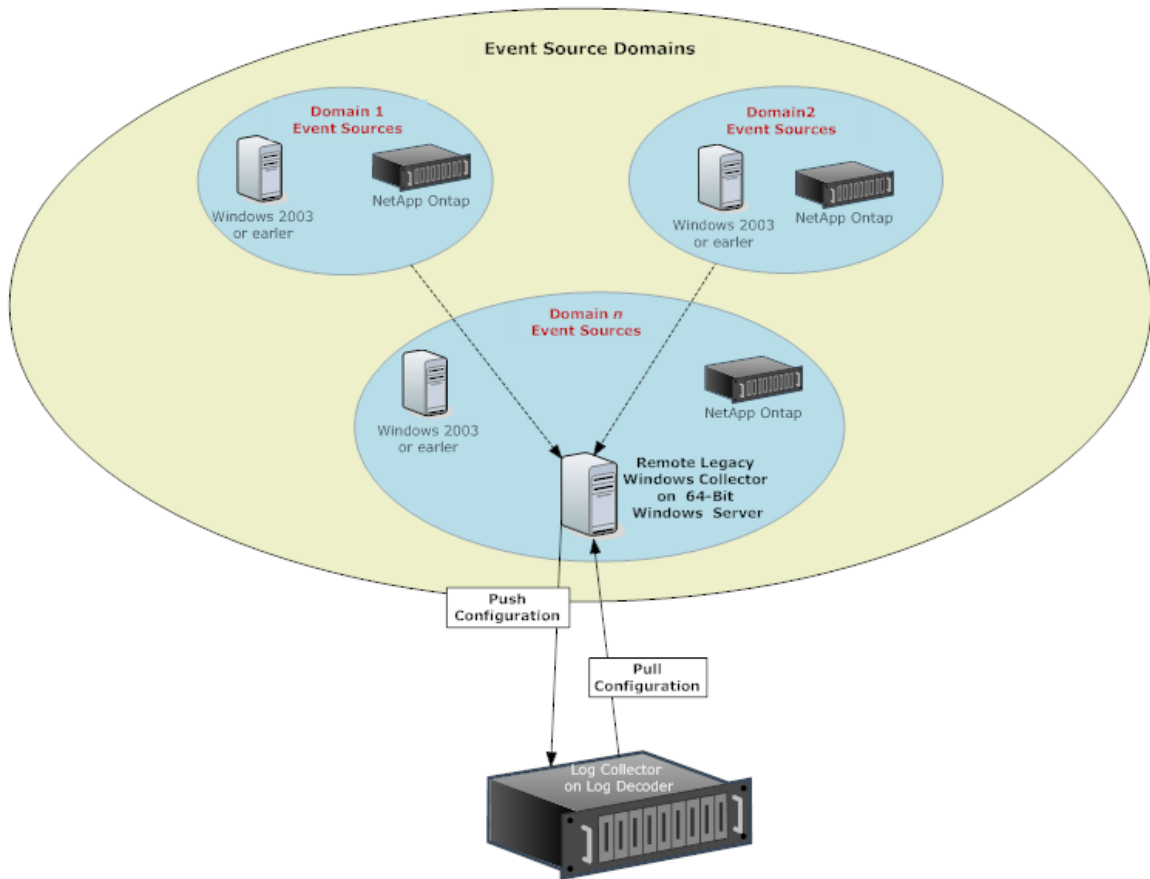 Event Source Domains
Domain 1
Event Sources
Windows 2003
or earler
NetApp Ontap
Domain2
Event Sources
Windows 2003
or earler
NetApp Ontap
Domain n
Event Sources
Windows 2003
or earler
NetApp Ontap
Remote Legacy
Windows Collector
on 64-Bit
Windows Server
Push
Configuration
Pull
Configuration
Log Collector
on Log Decoder